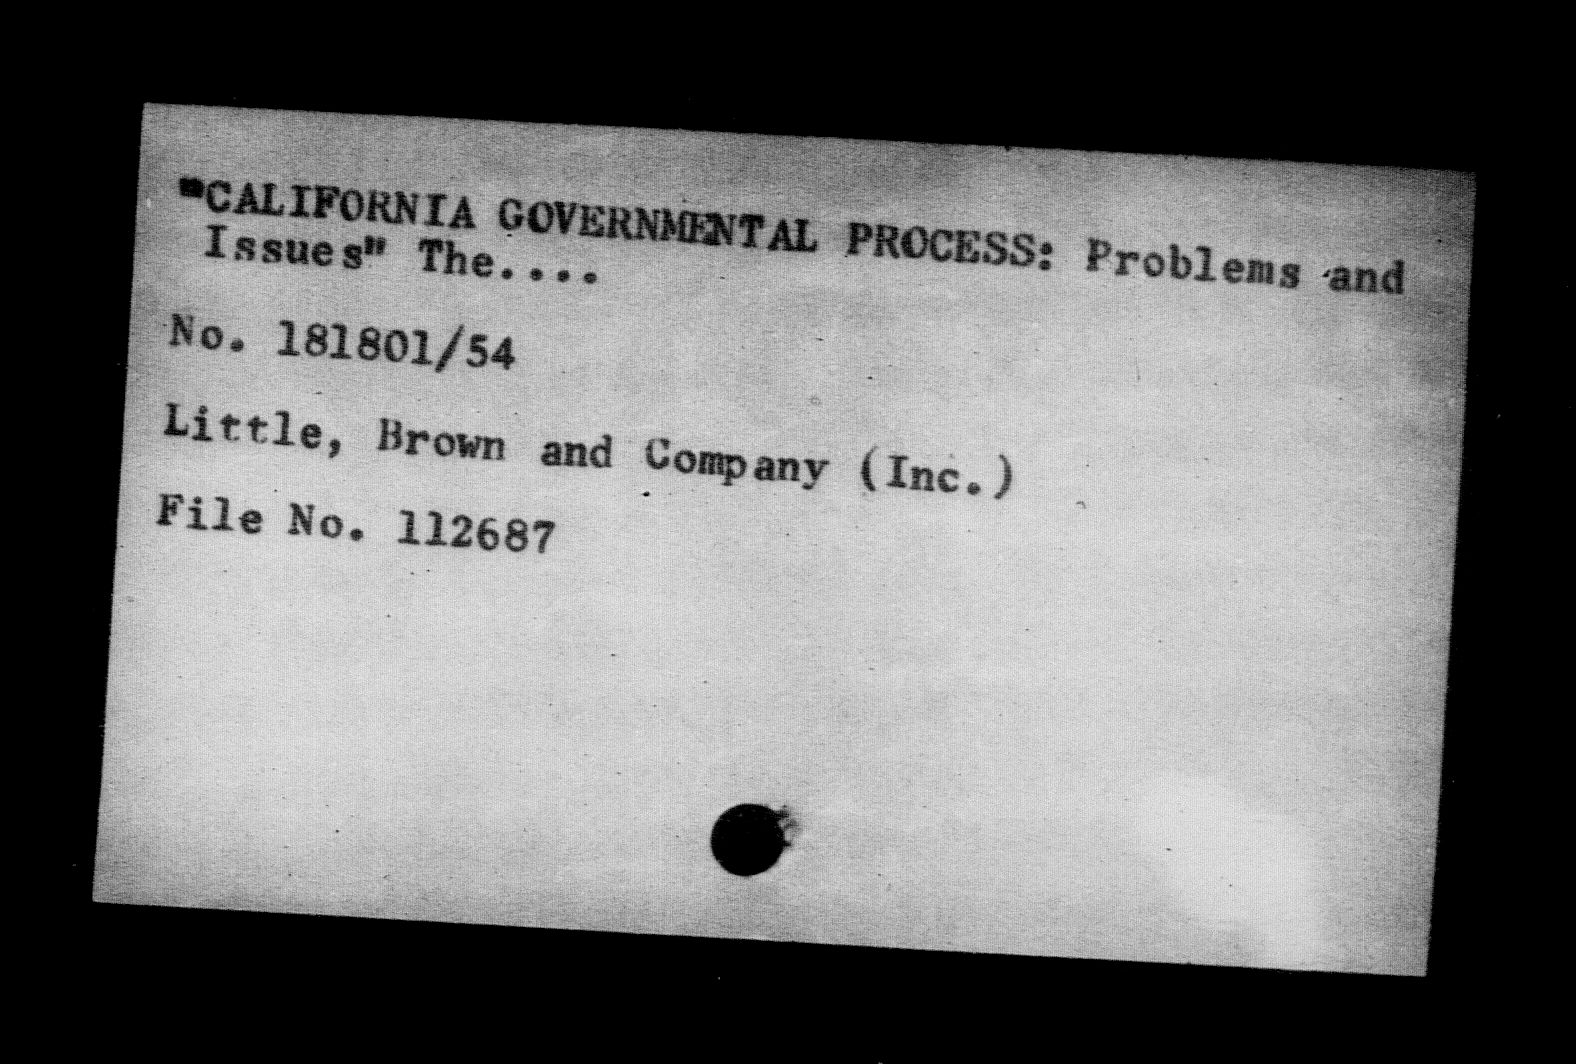 "CALIFORNIA GOVERNMENTAL PROCESS: Problems and
Issues" The....
No. 181801/54
Little, Brown and Company (Inc.)
File No. 112687